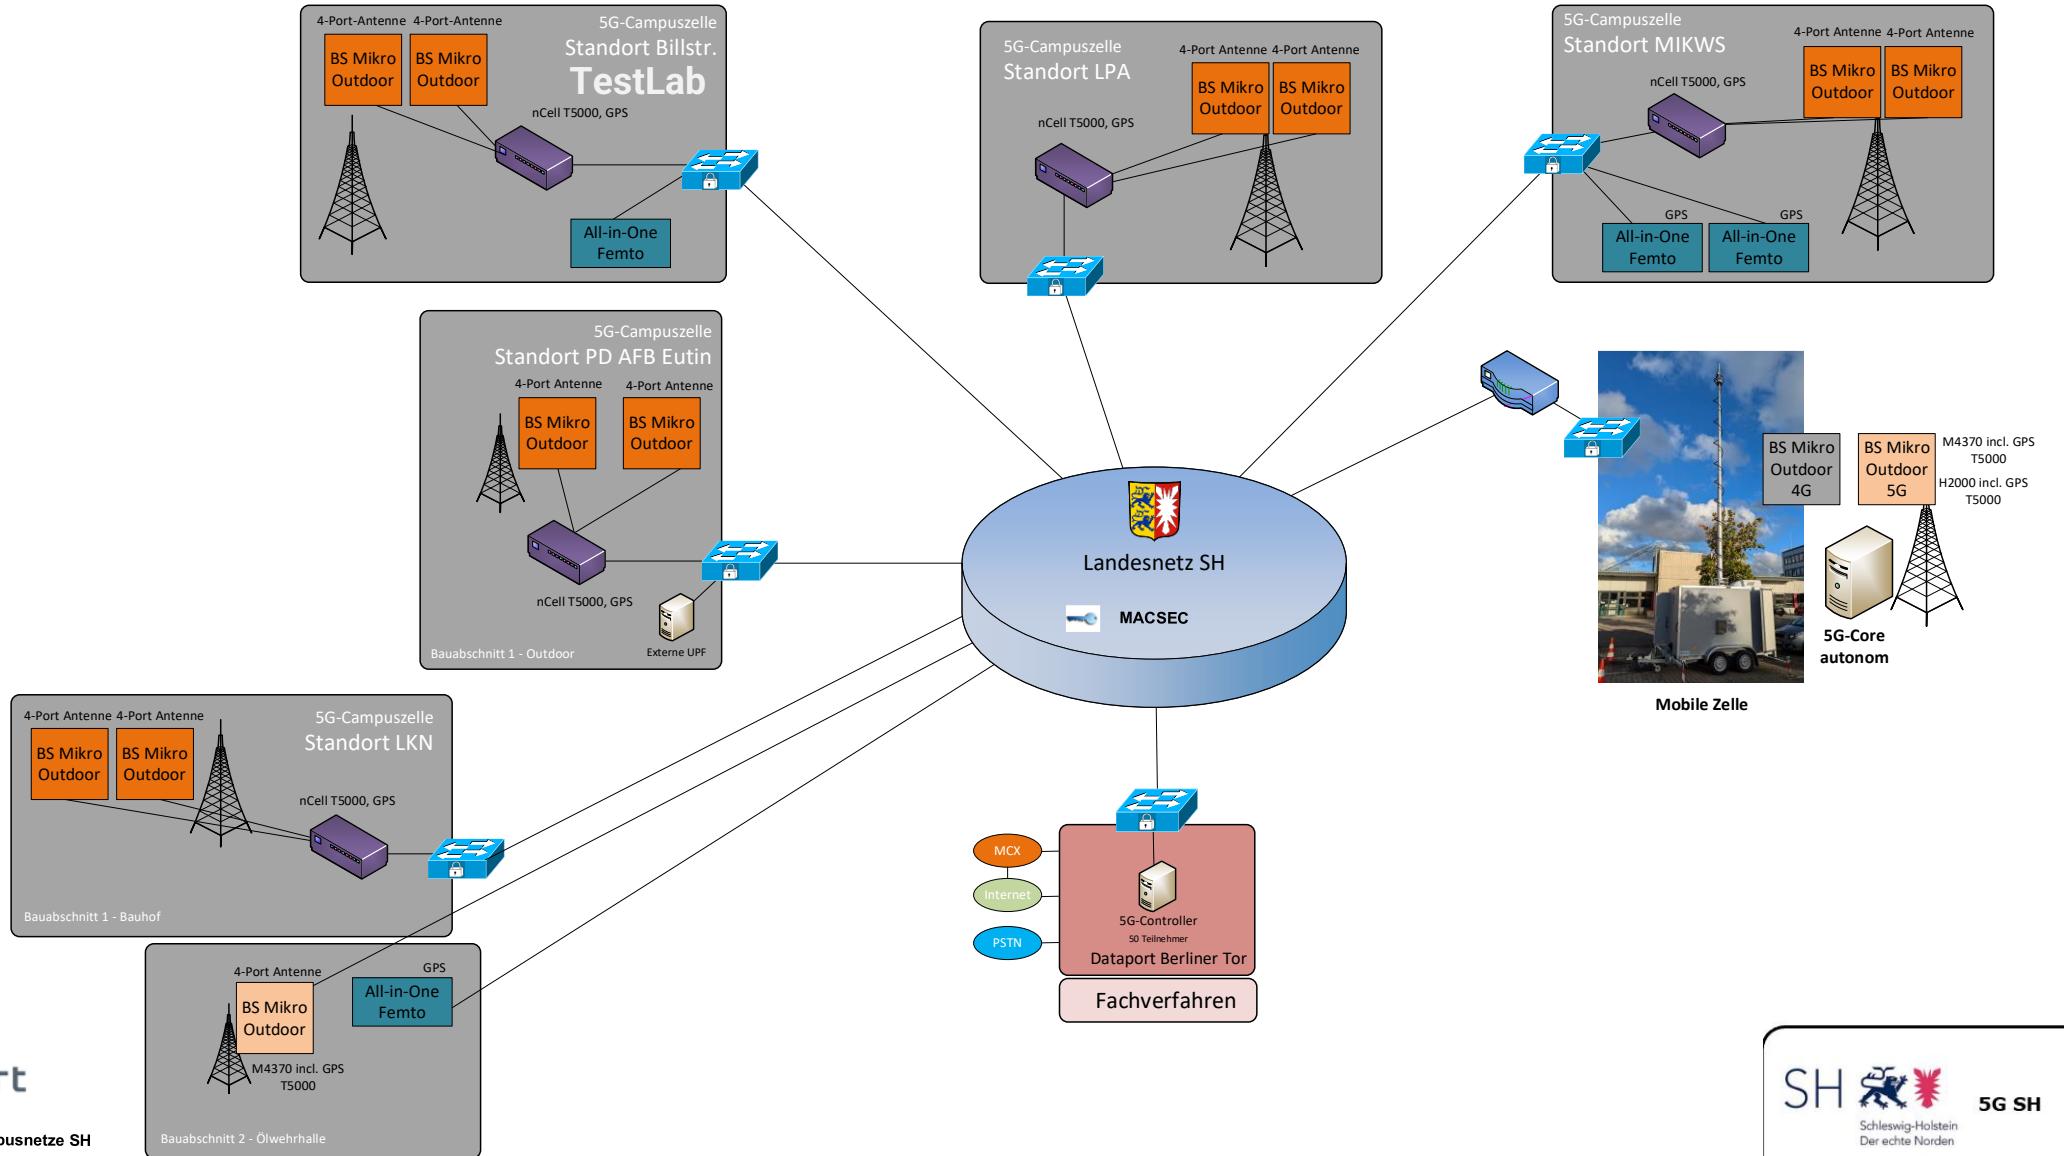 4-Port-Antenne 4-Port-Antenne
5G-Campuszelle
Standort Billstr.
TestLab
BS Mikro
Outdoor
BS Mikro
Outdoor
nCell T5000, GPS
All-in-One
Femto
5G-Campuszelle
Standort LPA
4-Port Antenne 4-Port Antenne
BS Mikro
Outdoor
BS Mikro
Outdoor
nCell T5000, GPS
5G-Campuszelle
Standort MIKWS
4-Port Antenne 4-Port Antenne
BS Mikro
Outdoor
BS Mikro
Outdoor
nCell T5000, GPS
GPS
GPS
All-in-One
Femto
All-in-One
Femto
5G-Campuszelle
Standort PD AFB Eutin
4-Port Antenne
4-Port Antenne
BS Mikro
Outdoor
BS Mikro
Outdoor
nCell T5000, GPS
Externe UPF
Bauabschnitt 1 - Outdoor
Landesnetz SH
MACSEC
BS Mikro
Outdoor
4G
BS Mikro
Outdoor
5G
M4370 incl. GPS
T5000
H2000 incl. GPS
T5000
5G-Core
autonom
Mobile Zelle
4-Port Antenne 4-Port Antenne
5G-Campuszelle
Standort LKN
BS Mikro
Outdoor
BS Mikro
Outdoor
nCell T5000, GPS
Bauabschnitt 1 - Bauhof
4-Port Antenne
GPS
BS Mikro
Outdoor
All-in-One
Femto
M4370 incl. GPS
T5000
Bauabschnitt 2 - Ölwehrhalle
MCX
Internet
PSTN
5G-Controller
50 Teilnehmer
Dataport Berliner Tor
Fachverfahren
rt
ousnetze SH
SH
Schleswig-Holstein
Der echte Norden
5G SH